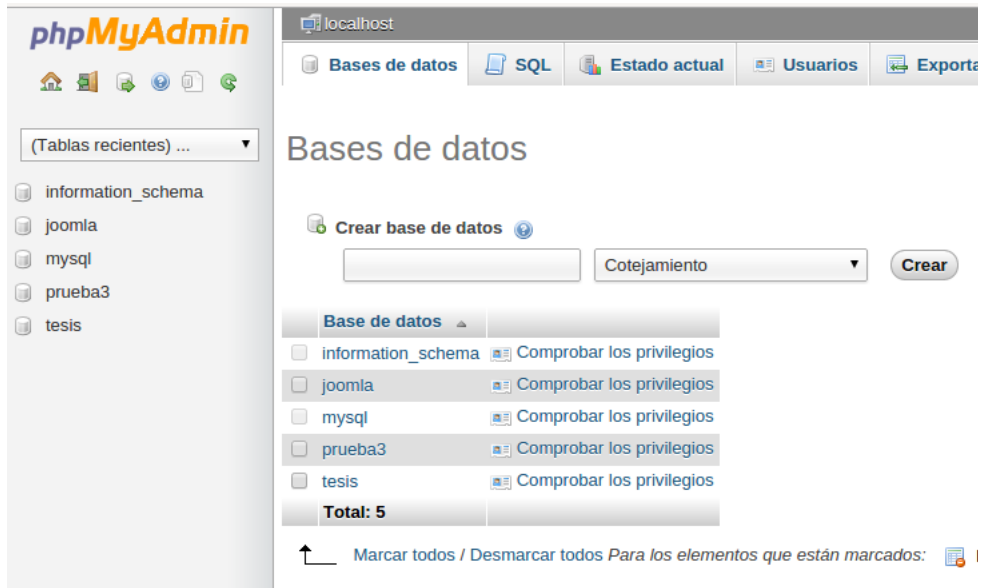 phpMyAdmin
(Tablas recientes) ...
information_schema
joomla
mysql
prueba3
tesis
localhost
Bases de datos SQL Estado actual Usuarios Exporta
Bases de datos
Crear base de datos
Cotejamiento Crear
Base de datos
information_schema Comprobar los privilegios
joomla Comprobar los privilegios
mysql Comprobar los privilegios
prueba3 Comprobar los privilegios
tesis Comprobar los privilegios
Total: 5
Marcar todos / Desmarcar todos Para los elementos que están marcados: